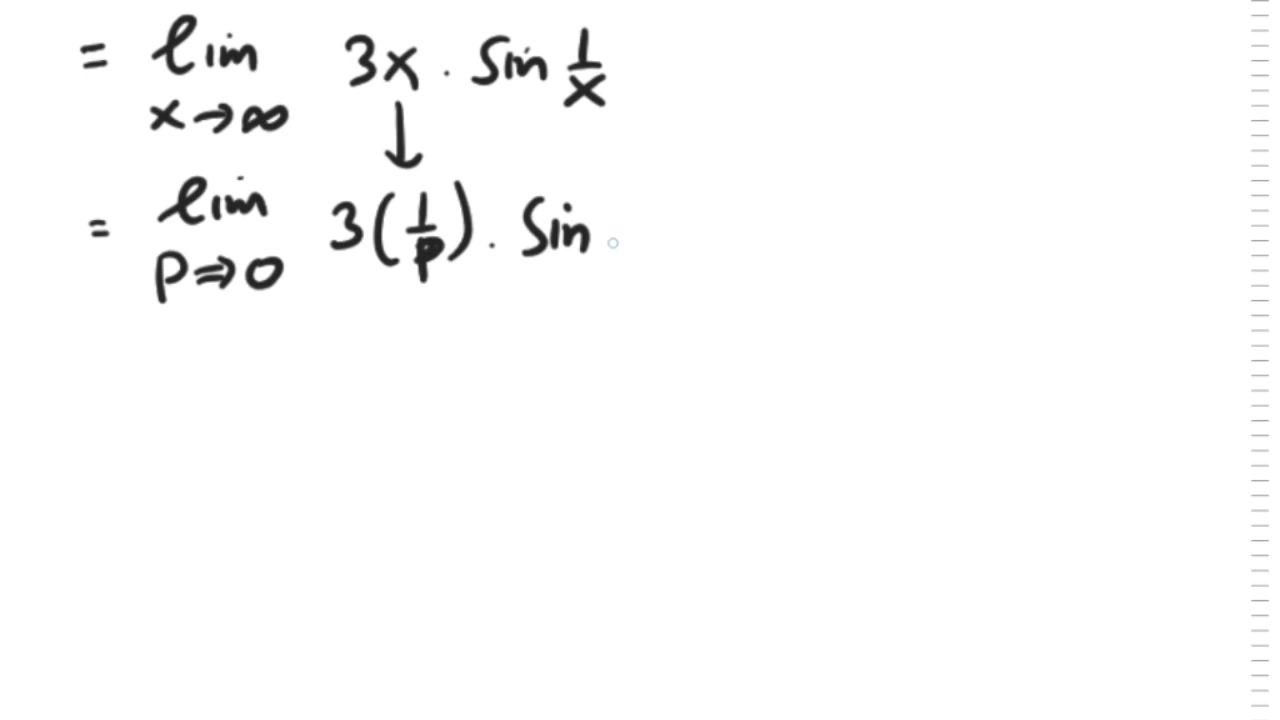 = lim 3x · sin 1/x
x→∞
↓
= lim 3(1/p) · sin
p⇒0